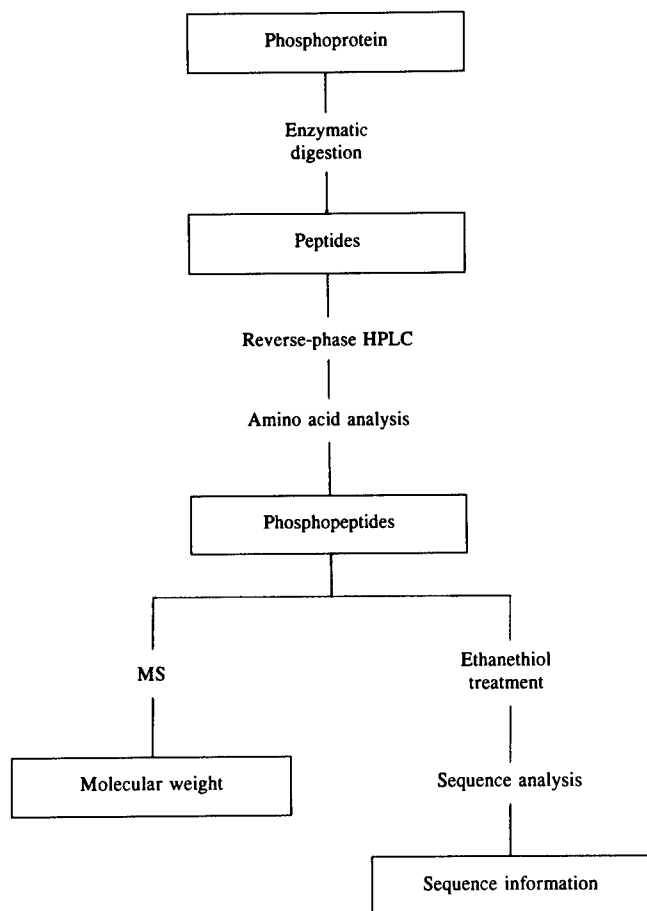 Phosphoprotein
Enzymatic
digestion
Peptides
Reverse-phase HPLC
Amino acid analysis
Phosphopeptides
MS
Ethanethiol
treatment
Molecular weight
Sequence analysis
Sequence information